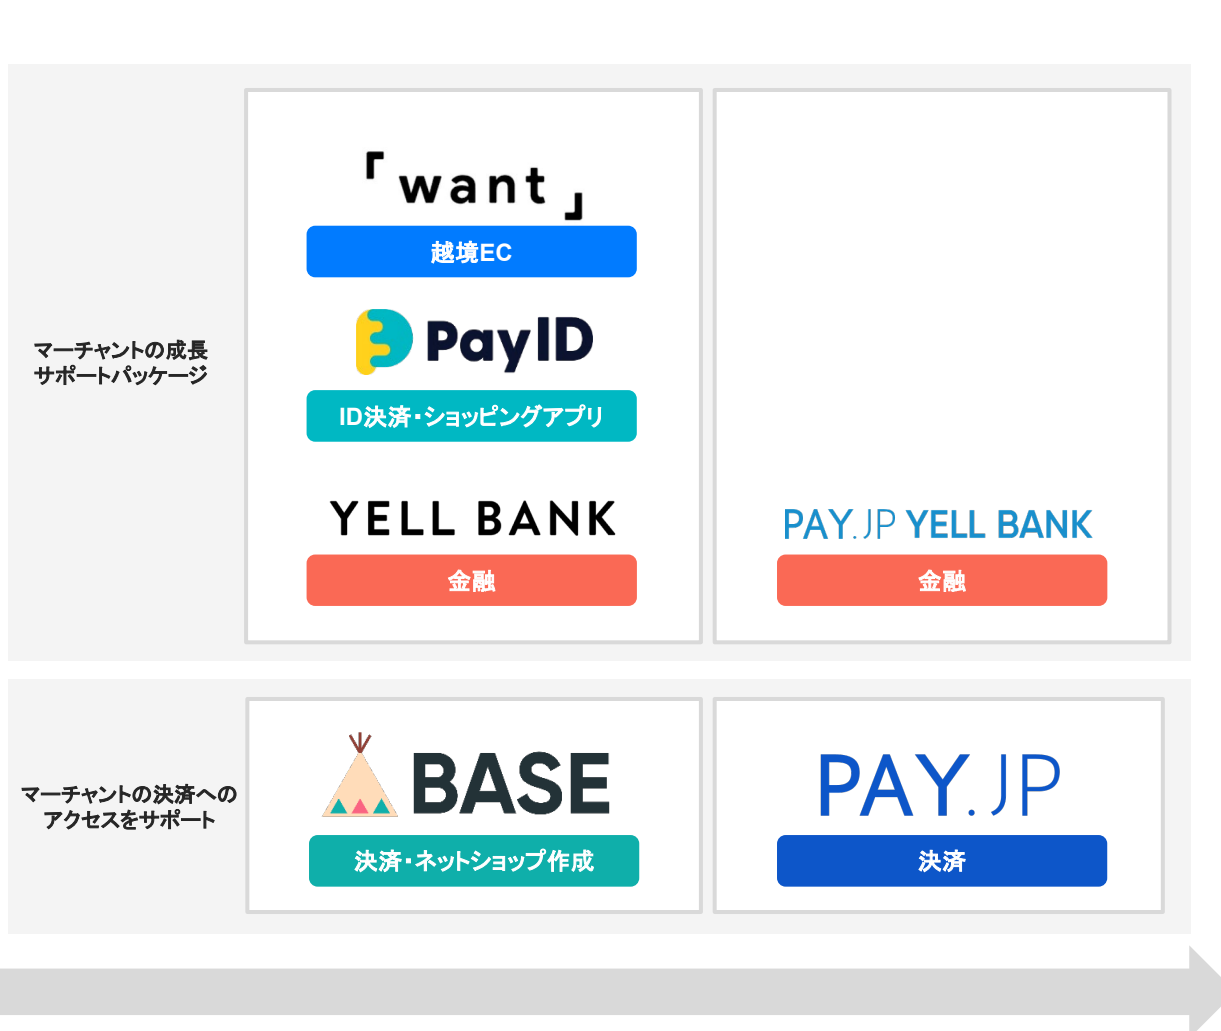 マーチャントの成長
サポートパッケージ
「want」
越境EC
PayID
ID決済・ショッピングアプリ
YELL BANK
金融
PAY.JP YELL BANK
金融
マーチャントの決済への
アクセスをサポート
BASE
決済・ネットショップ作成
PAY.JP
決済